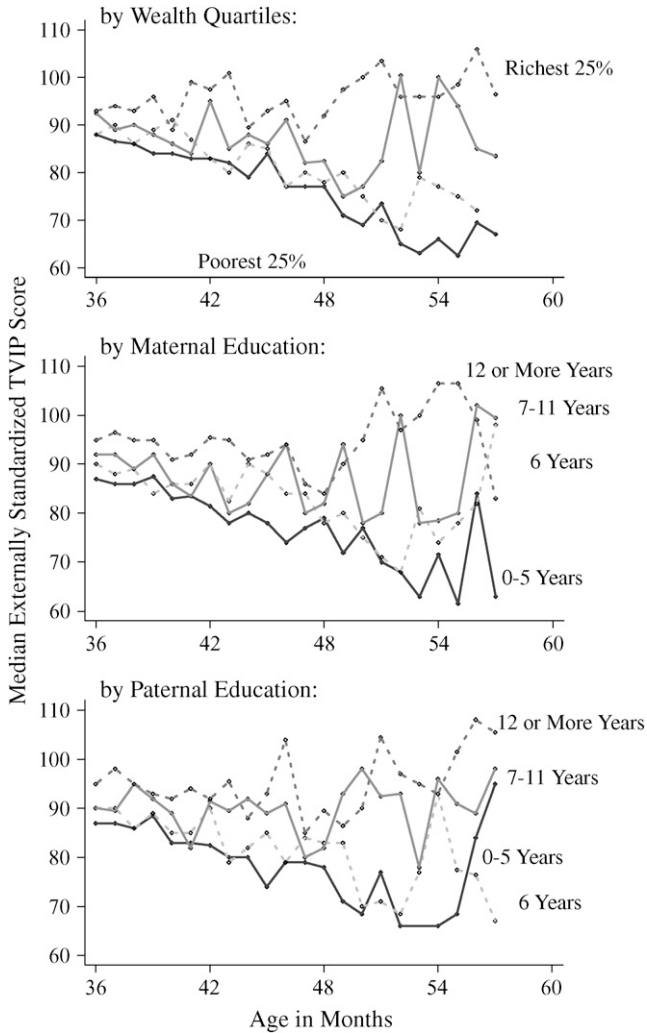 by Wealth Quartiles:
110
100
90
80
70
60
Richest 25%
Poorest 25%
36 42 48 54 60
by Maternal Education:
110
100
90
80
70
60
12 or More Years
7-11 Years
6 Years
0-5 Years
36 42 48 54 60
by Paternal Education:
110
100
90
80
70
60
12 or More Years
7-11 Years
0-5 Years
6 Years
36 42 48 54 60
Age in Months
Median Externally Standardized TVIP Score